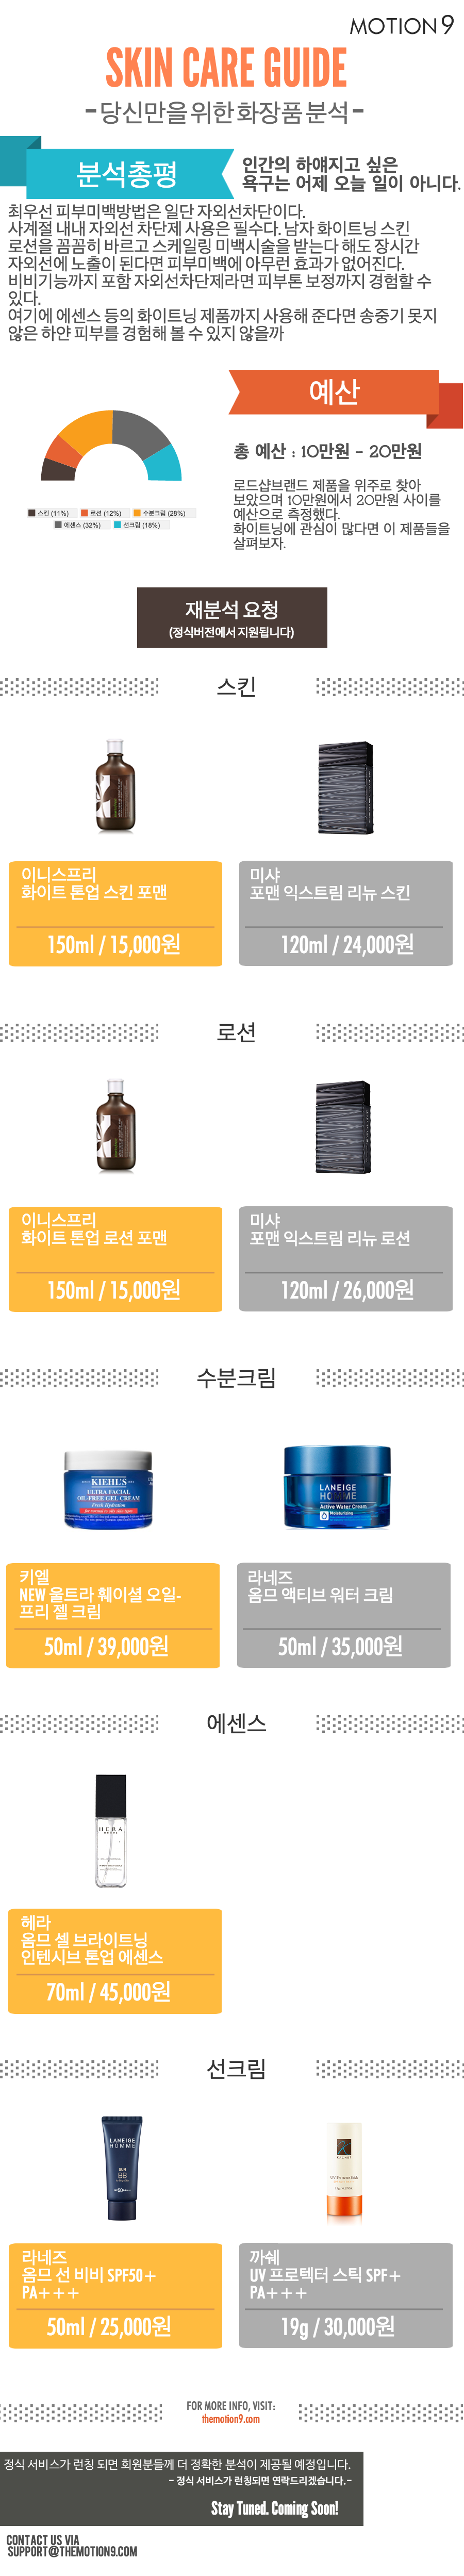 MOTION 9
SKIN CARE GUIDE
-당신만을위한화장품분석-
분석총평
인간의 하얘지고 싶은
욕구는 어제 오늘 일이 아니다.
최우선 피부미백방법은 일단 자외선차단이다.
사계절 내내 자외선 차단제 사용은 필수다. 남자 화이트닝 스킨
로션을 꼼꼼히 바르고 스케일링 미백시술을 받는다 해도 장시간
자외선에 노출이 된다면 피부미백에 아무런 효과가 없어진다.
비비기능까지 포함 자외선차단제라면 피부톤 보정까지 경험할 수
있다.
여기에 에센스 등의 화이트닝 제품까지 사용해 준다면 송중기 못지
않은 하얀 피부를 경험해 볼 수 있지 않을까
예산
총 예산 : 10만원 - 20만원
로드샵브랜드 제품을 위주로 찾아
보았으며 10만원에서 20만원 사이를
예산으로 측정했다.
화이트닝에 관심이 많다면 이 제품들을
살펴보자.
스킨 (11%) 로션 (12%) 수분크림 (28%)
에센스 (32%) 선크림 (18%)
재분석 요청
(정식버전에서 지원됩니다)
스킨
이니스프리
화이트 톤업 스킨 포맨
150ml / 15,000원
미샤
포맨 익스트림 리뉴 스킨
120ml / 24,000원
로션
이니스프리
화이트 톤업 로션 포맨
150ml / 15,000원
미샤
포맨 익스트림 리뉴 로션
120ml / 26,000원
수분크림
KIEHL'S
ULTRA FACIAL
OIL-FREE GEL CREAM
Fresh Hydration
for normal to oily skin types
LANEIGE
HOMME
Active Water Cream
Moisturizing
키엘
NEW 울트라 훼이셜 오일-
프리 젤 크림
50ml / 39,000원
라네즈
옴므 액티브 워터 크림
50ml / 35,000원
에센스
HERA
HOMME
헤라
옴므 셀 브라이트닝
인텐시브 톤업 에센스
70ml / 45,000원
선크림
LANEIGE
HOMME
SUN
BB
UV Protector Stick
라네즈
옴므 선 비비 SPF50+
PA+++
50ml / 25,000원
까쉐
UV 프로텍터 스틱 SPF+
PA+++
19g / 30,000원
FOR MORE INFO, VISIT:
themotion9.com
정식 서비스가 런칭 되면 회원분들께 더 정확한 분석이 제공될 예정입니다.
- 정식 서비스가 런칭되면 연락드리겠습니다.-
Stay Tuned. Coming Soon!
CONTACT US VIA
SUPPORT@THEMOTION9.COM